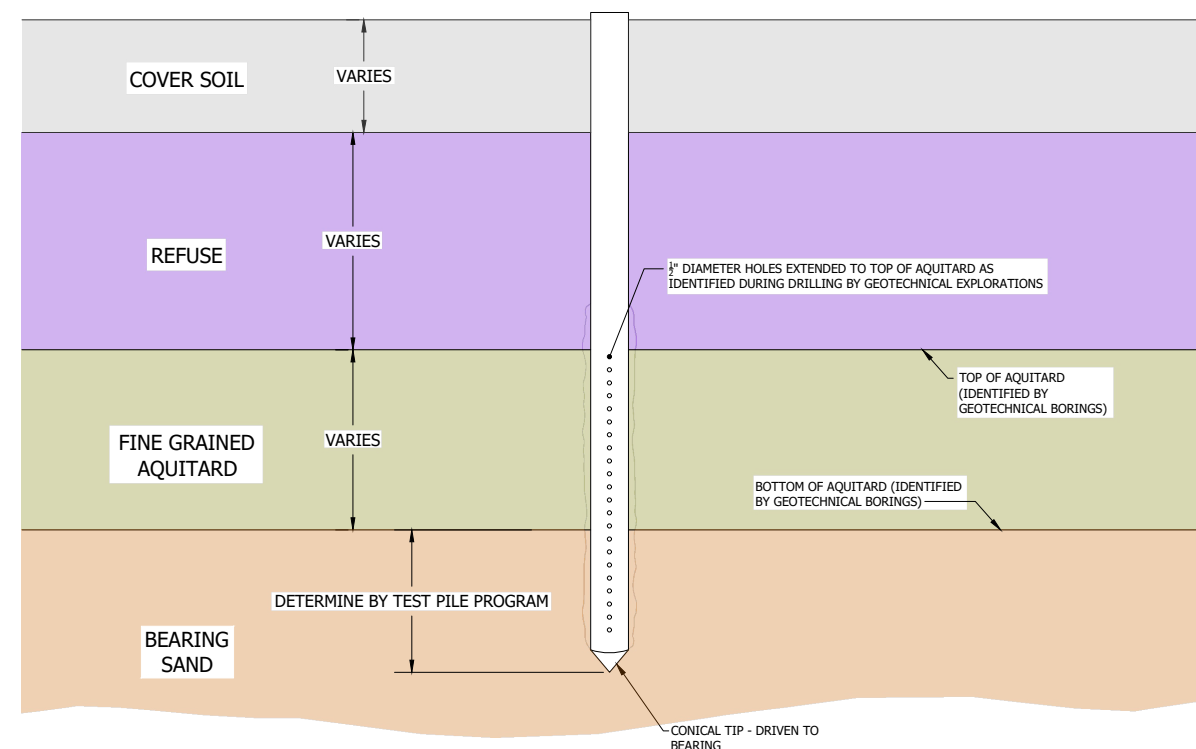 COVER SOIL
VARIES
REFUSE
VARIES
½" DIAMETER HOLES EXTENDED TO TOP OF AQUITARD AS
IDENTIFIED DURING DRILLING BY GEOTECHNICAL EXPLORATIONS
TOP OF AQUITARD
(IDENTIFIED BY
GEOTECHNICAL BORINGS)
FINE GRAINED
AQUITARD
VARIES
BOTTOM OF AQUITARD (IDENTIFIED
BY GEOTECHNICAL BORINGS)
DETERMINE BY TEST PILE PROGRAM
BEARING
SAND
CONICAL TIP - DRIVEN TO
BEARING